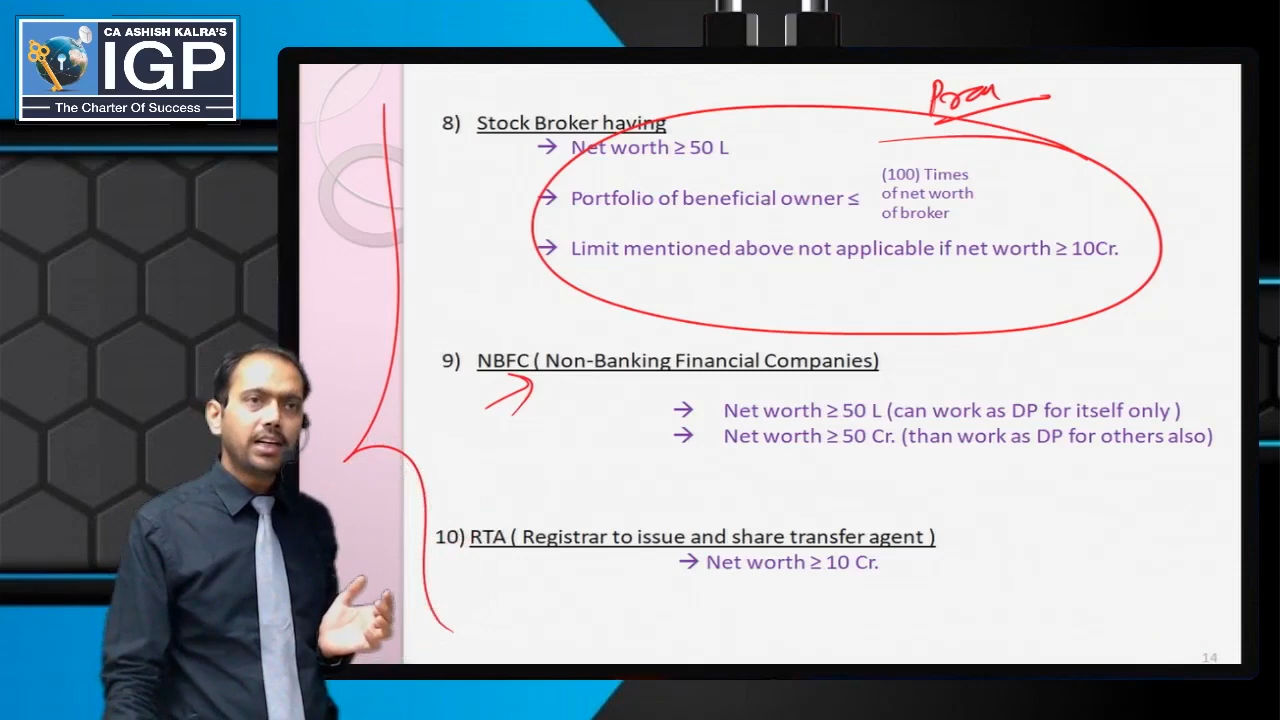 CA ASHISH KALRA'S
IGP
The Charter Of Success
8) Stock Broker having
→ Net worth ≥ 50 L
→ Portfolio of beneficial owner ≤ (100) Times
of net worth
of broker
→ Limit mentioned above not applicable if net worth ≥ 10Cr.
9) NBFC ( Non-Banking Financial Companies)
→ Net worth ≥ 50 L (can work as DP for itself only )
→ Net worth ≥ 50 Cr. (than work as DP for others also)
10) RTA ( Registrar to issue and share transfer agent )
→ Net worth ≥ 10 Cr.
14